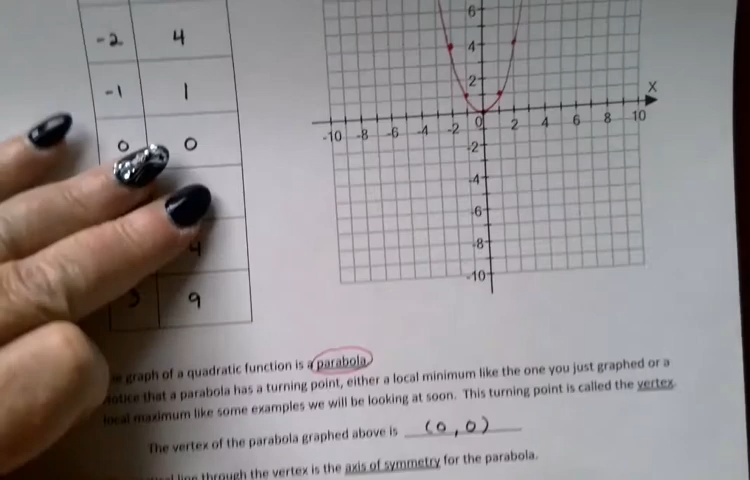 -2 4
-1 1
0 0
4
9
6
4
2
X
-10 -8 -6 -4 -2 0 2 4 6 8 10
-2
-4
-6
-8
-10
graph of a quadratic function is a parabola
that a parabola has a turning point, either a local minimum like the one you just graphed or a
local maximum like some examples we will be looking at soon. This turning point is called the vertex.
The vertex of the parabola graphed above is (0,0)
line through the vertex is the axis of symmetry for the parabola.